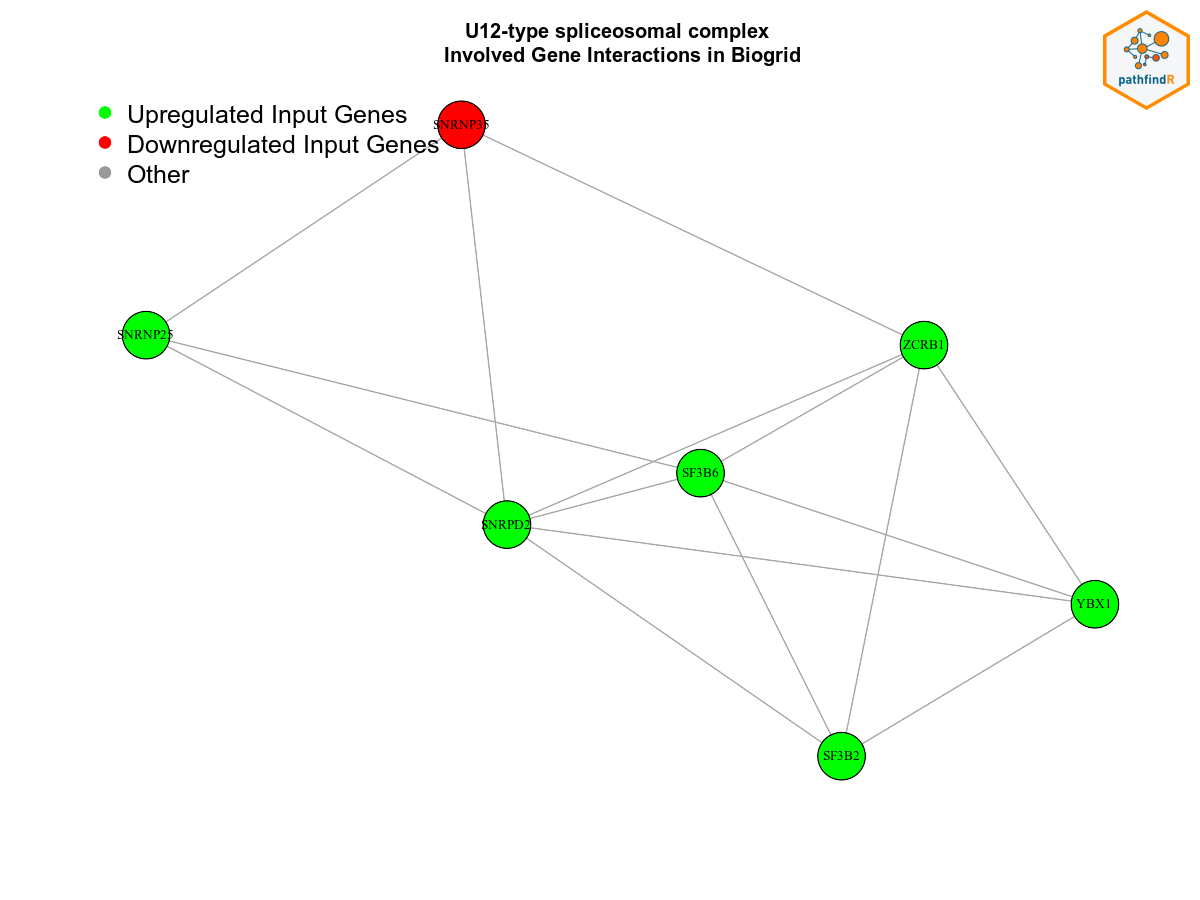 U12-type spliceosomal complex
Involved Gene Interactions in Biogrid
pathfindR
Upregulated Input Genes
Downregulated Input Genes
Other
SNRNP35
SNRNP25
ZCRB1
SF3B6
SNRPD2
YBX1
SF3B2